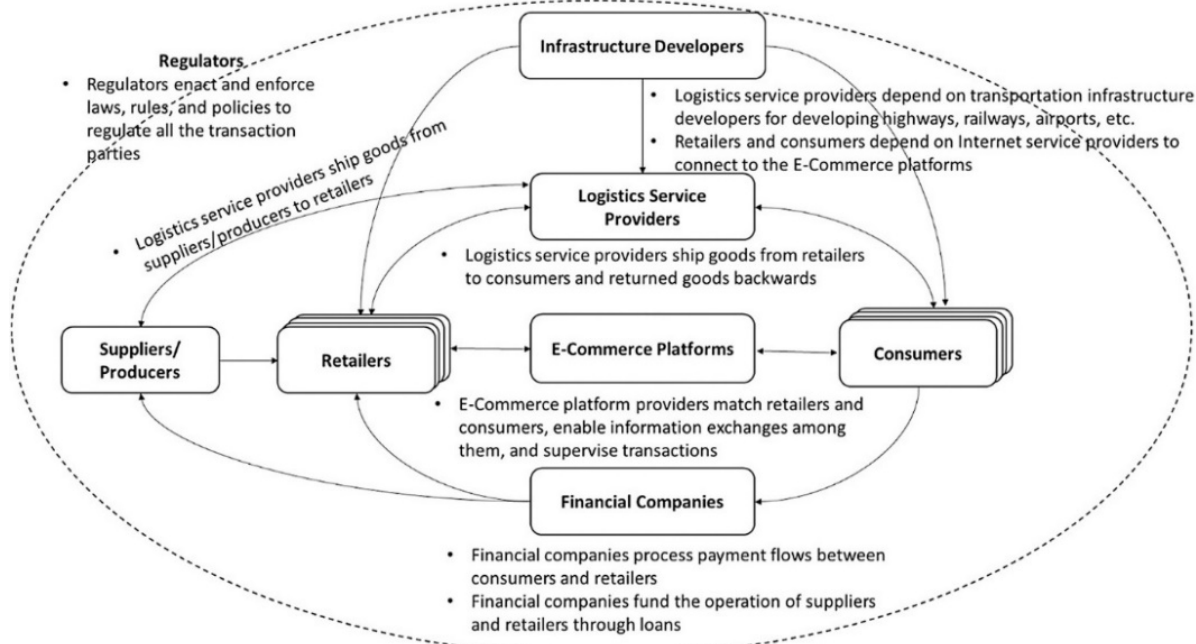 Infrastructure Developers
Regulators
• Regulators enact and enforce
laws, rules, and policies to
regulate all the transaction
parties
• Logistics service providers depend on transportation infrastructure
developers for developing highways, railways, airports, etc.
• Retailers and consumers depend on Internet service providers to
connect to the E-Commerce platforms
• Logistics service providers ship goods from
suppliers/producers to retailers
Logistics Service
Providers
• Logistics service providers ship goods from retailers
to consumers and returned goods backwards
Suppliers/
Producers
Retailers
E-Commerce Platforms
Consumers
• E-Commerce platform providers match retailers and
consumers, enable information exchanges among
them, and supervise transactions
Financial Companies
• Financial companies process payment flows between
consumers and retailers
• Financial companies fund the operation of suppliers
and retailers through loans